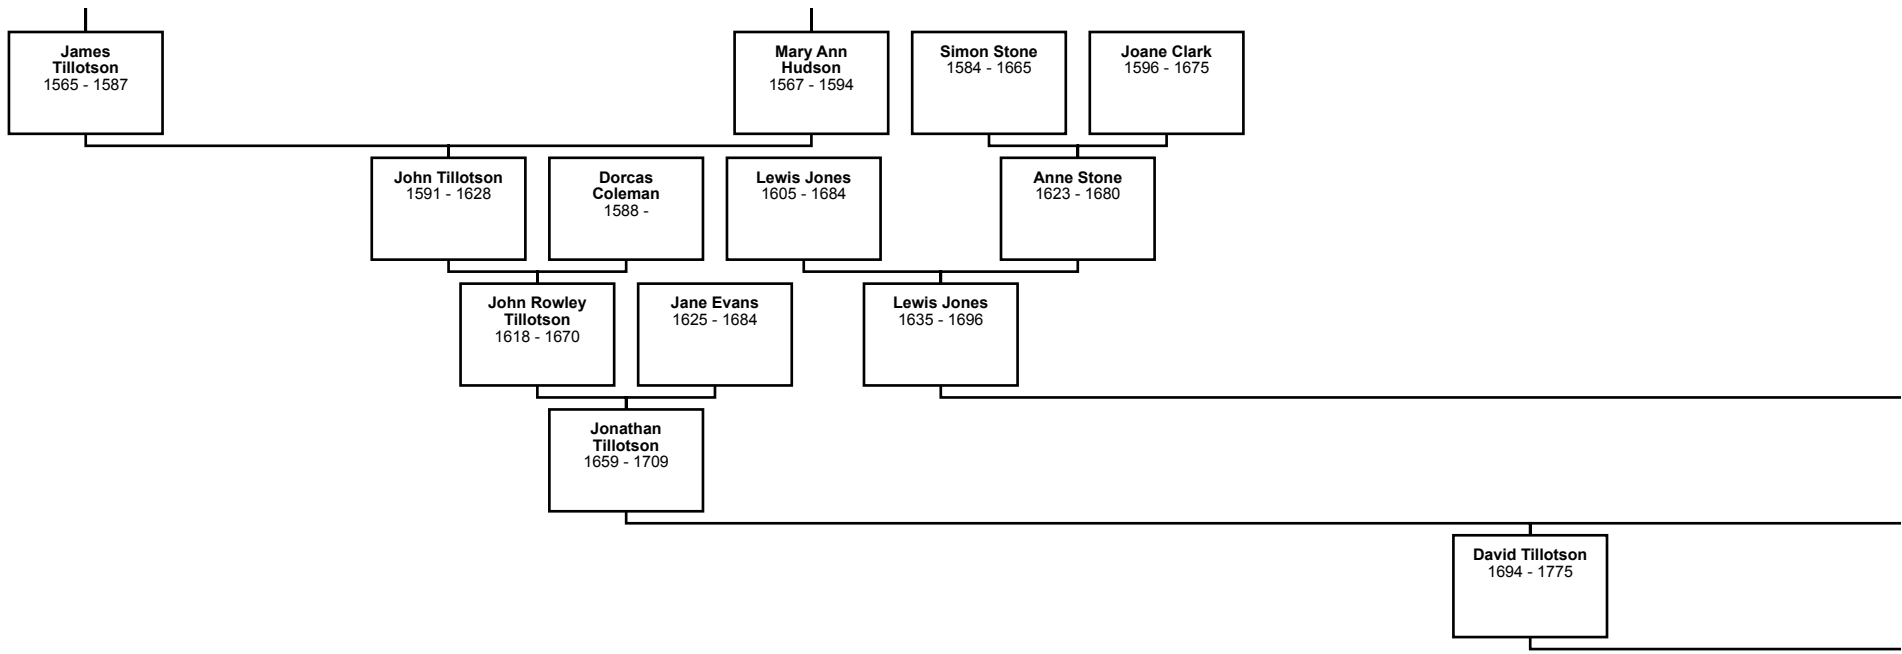 James
Tillotson
1565 - 1587
Mary Ann
Hudson
1567 - 1594
Simon Stone
1584 - 1665
Joane Clark
1596 - 1675
John Tillotson
1591 - 1628
Dorcas
Coleman
1588 -
Lewis Jones
1605 - 1684
Anne Stone
1623 - 1680
John Rowley
Tillotson
1618 - 1670
Jane Evans
1625 - 1684
Lewis Jones
1635 - 1696
Jonathan
Tillotson
1659 - 1709
David Tillotson
1694 - 1775